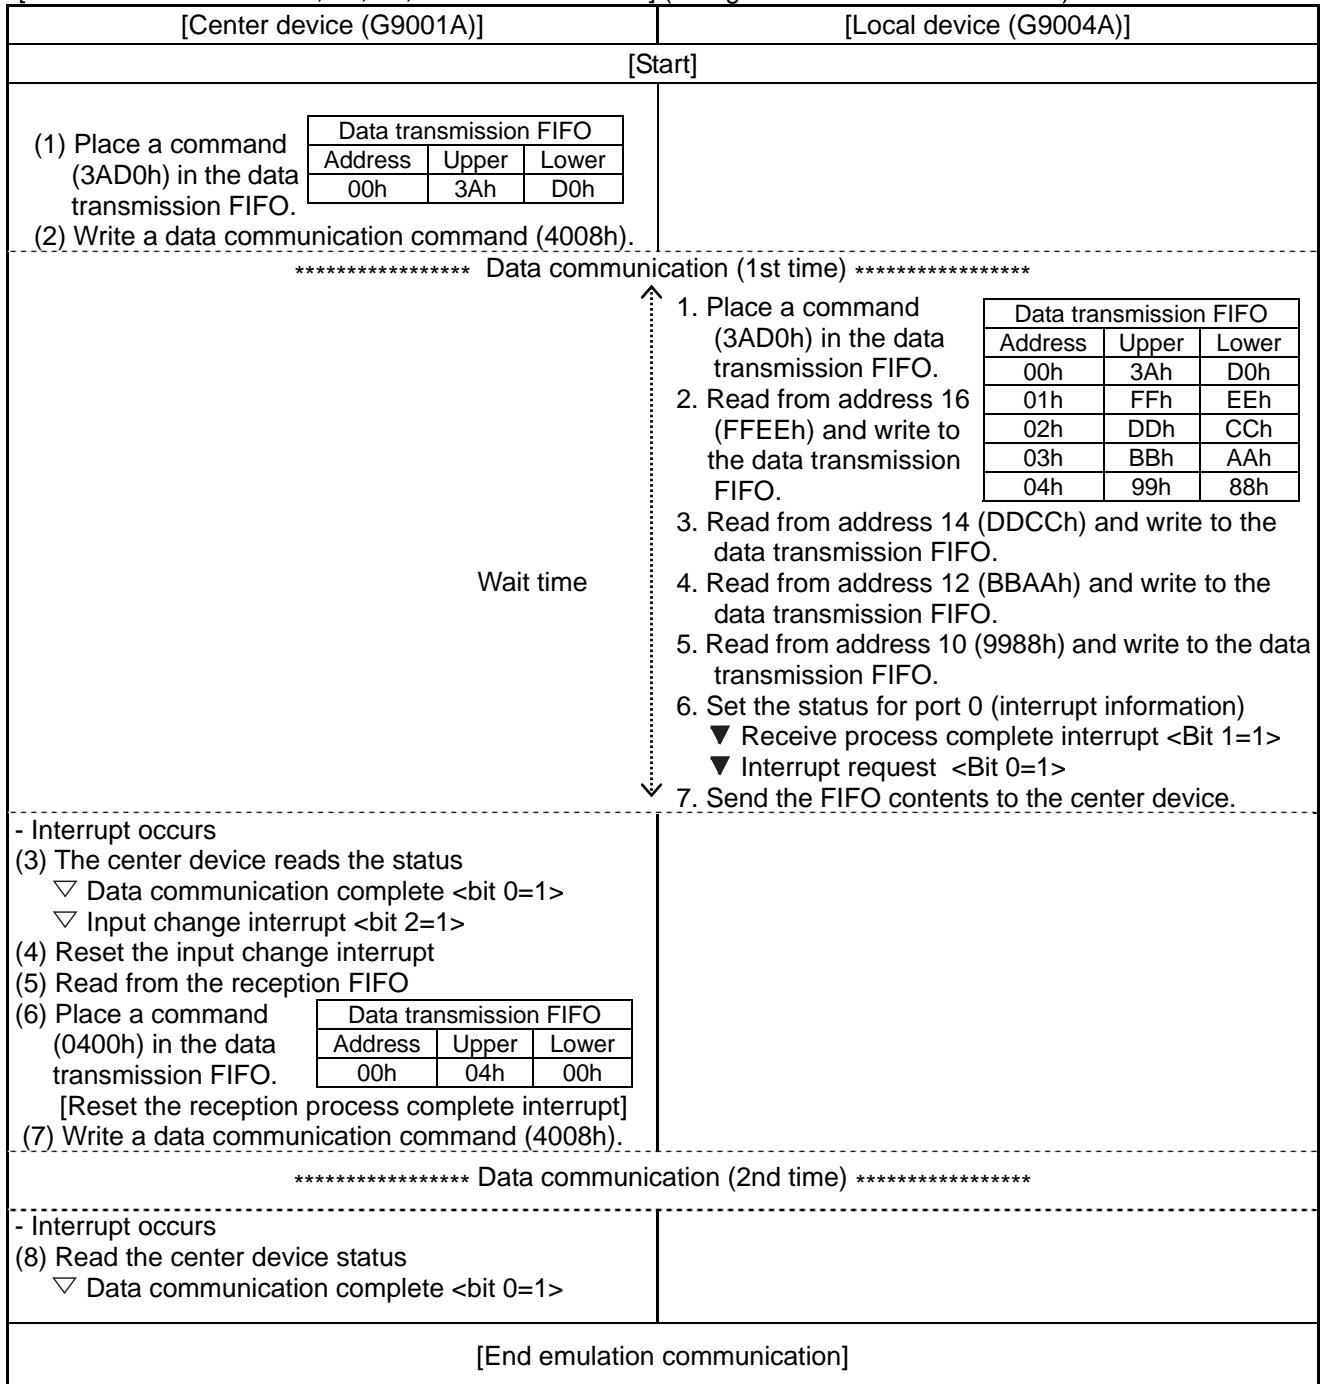 [Center device (G9001A)] [Local device (G9004A)]
[Start]
(1) Place a command
(3AD0h) in the data
transmission FIFO.
Data transmission FIFO
Address Upper Lower
00h 3Ah D0h
(2) Write a data communication command (4008h).
***************** Data communication (1st time) *****************
Wait time
1. Place a command
(3AD0h) in the data
transmission FIFO.
2. Read from address 16
(FFEEh) and write to
the data transmission
FIFO.
Data transmission FIFO
Address Upper Lower
00h 3Ah D0h
01h FFh EEh
02h DDh CCh
03h BBh AAh
04h 99h 88h
3. Read from address 14 (DDCCh) and write to the
data transmission FIFO.
4. Read from address 12 (BBAAh) and write to the
data transmission FIFO.
5. Read from address 10 (9988h) and write to the data
transmission FIFO.
6. Set the status for port 0 (interrupt information)
▼ Receive process complete interrupt <Bit 1=1>
▼ Interrupt request <Bit 0=1>
7. Send the FIFO contents to the center device.
- Interrupt occurs
(3) The center device reads the status
▽ Data communication complete <bit 0=1>
▽ Input change interrupt <bit 2=1>
(4) Reset the input change interrupt
(5) Read from the reception FIFO
(6) Place a command
(0400h) in the data
transmission FIFO.
Data transmission FIFO
Address Upper Lower
00h 04h 00h
[Reset the reception process complete interrupt]
(7) Write a data communication command (4008h).
***************** Data communication (2nd time) *****************
- Interrupt occurs
(8) Read the center device status
▽ Data communication complete <bit 0=1>
[End emulation communication]